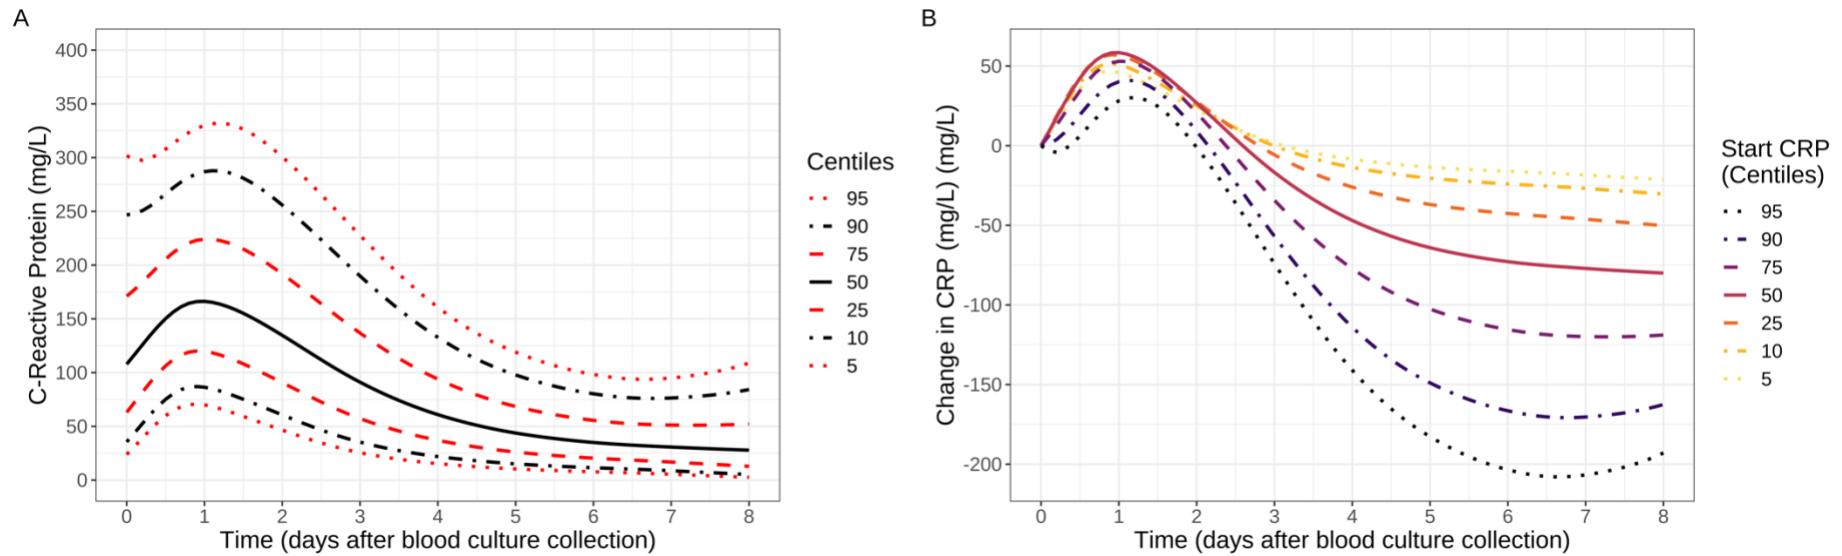 A
C-Reactive Protein (mg/L)
400
350
300
250
200
150
100
50
0
0 1 2 3 4 5 6 7 8
Time (days after blood culture collection)
Centiles
95
90
75
50
25
10
5
B
Change in CRP (mg/L) (mg/L)
50
0
-50
-100
-150
-200
0 1 2 3 4 5 6 7 8
Time (days after blood culture collection)
Start CRP
(Centiles)
95
90
75
50
25
10
5